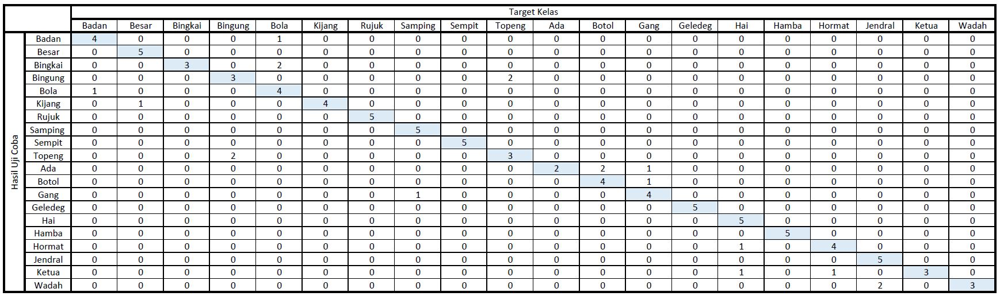 Target Kelas
Badan Besar Bingkai Bingung Bola Kijang Rujuk Samping Sempit Topeng Ada Botol Gang Geledeg Hai Hamba Hormat Jendral Ketua Wadah
Hasil Uji Coba
Badan 4 0 0 0 1 0 0 0 0 0 0 0 0 0 0 0 0 0 0 0
Besar 0 5 0 0 0 0 0 0 0 0 0 0 0 0 0 0 0 0 0 0
Bingkai 0 0 3 0 2 0 0 0 0 0 0 0 0 0 0 0 0 0 0 0
Bingung 0 0 0 3 0 0 0 0 0 2 0 0 0 0 0 0 0 0 0 0
Bola 1 0 0 0 4 0 0 0 0 0 0 0 0 0 0 0 0 0 0 0
Kijang 0 1 0 0 0 4 0 0 0 0 0 0 0 0 0 0 0 0 0 0
Rujuk 0 0 0 0 0 0 5 0 0 0 0 0 0 0 0 0 0 0 0 0
Samping 0 0 0 0 0 0 0 5 0 0 0 0 0 0 0 0 0 0 0 0
Sempit 0 0 0 0 0 0 0 0 5 0 0 0 0 0 0 0 0 0 0 0
Topeng 0 0 0 2 0 0 0 0 0 3 0 0 0 0 0 0 0 0 0 0
Ada 0 0 0 0 0 0 0 0 0 0 2 2 1 0 0 0 0 0 0 0
Botol 0 0 0 0 0 0 0 0 0 0 0 4 1 0 0 0 0 0 0 0
Gang 0 0 0 0 0 0 0 1 0 0 0 0 4 0 0 0 0 0 0 0
Geledeg 0 0 0 0 0 0 0 0 0 0 0 0 0 5 0 0 0 0 0 0
Hai 0 0 0 0 0 0 0 0 0 0 0 0 0 0 5 0 0 0 0 0
Hamba 0 0 0 0 0 0 0 0 0 0 0 0 0 0 0 5 0 0 0 0
Hormat 0 0 0 0 0 0 0 0 0 0 0 0 0 0 1 0 4 0 0 0
Jendral 0 0 0 0 0 0 0 0 0 0 0 0 0 0 0 0 0 5 0 0
Ketua 0 0 0 0 0 0 0 0 0 0 0 0 0 0 1 0 1 0 3 0
Wadah 0 0 0 0 0 0 0 0 0 0 0 0 0 0 0 0 0 2 0 3